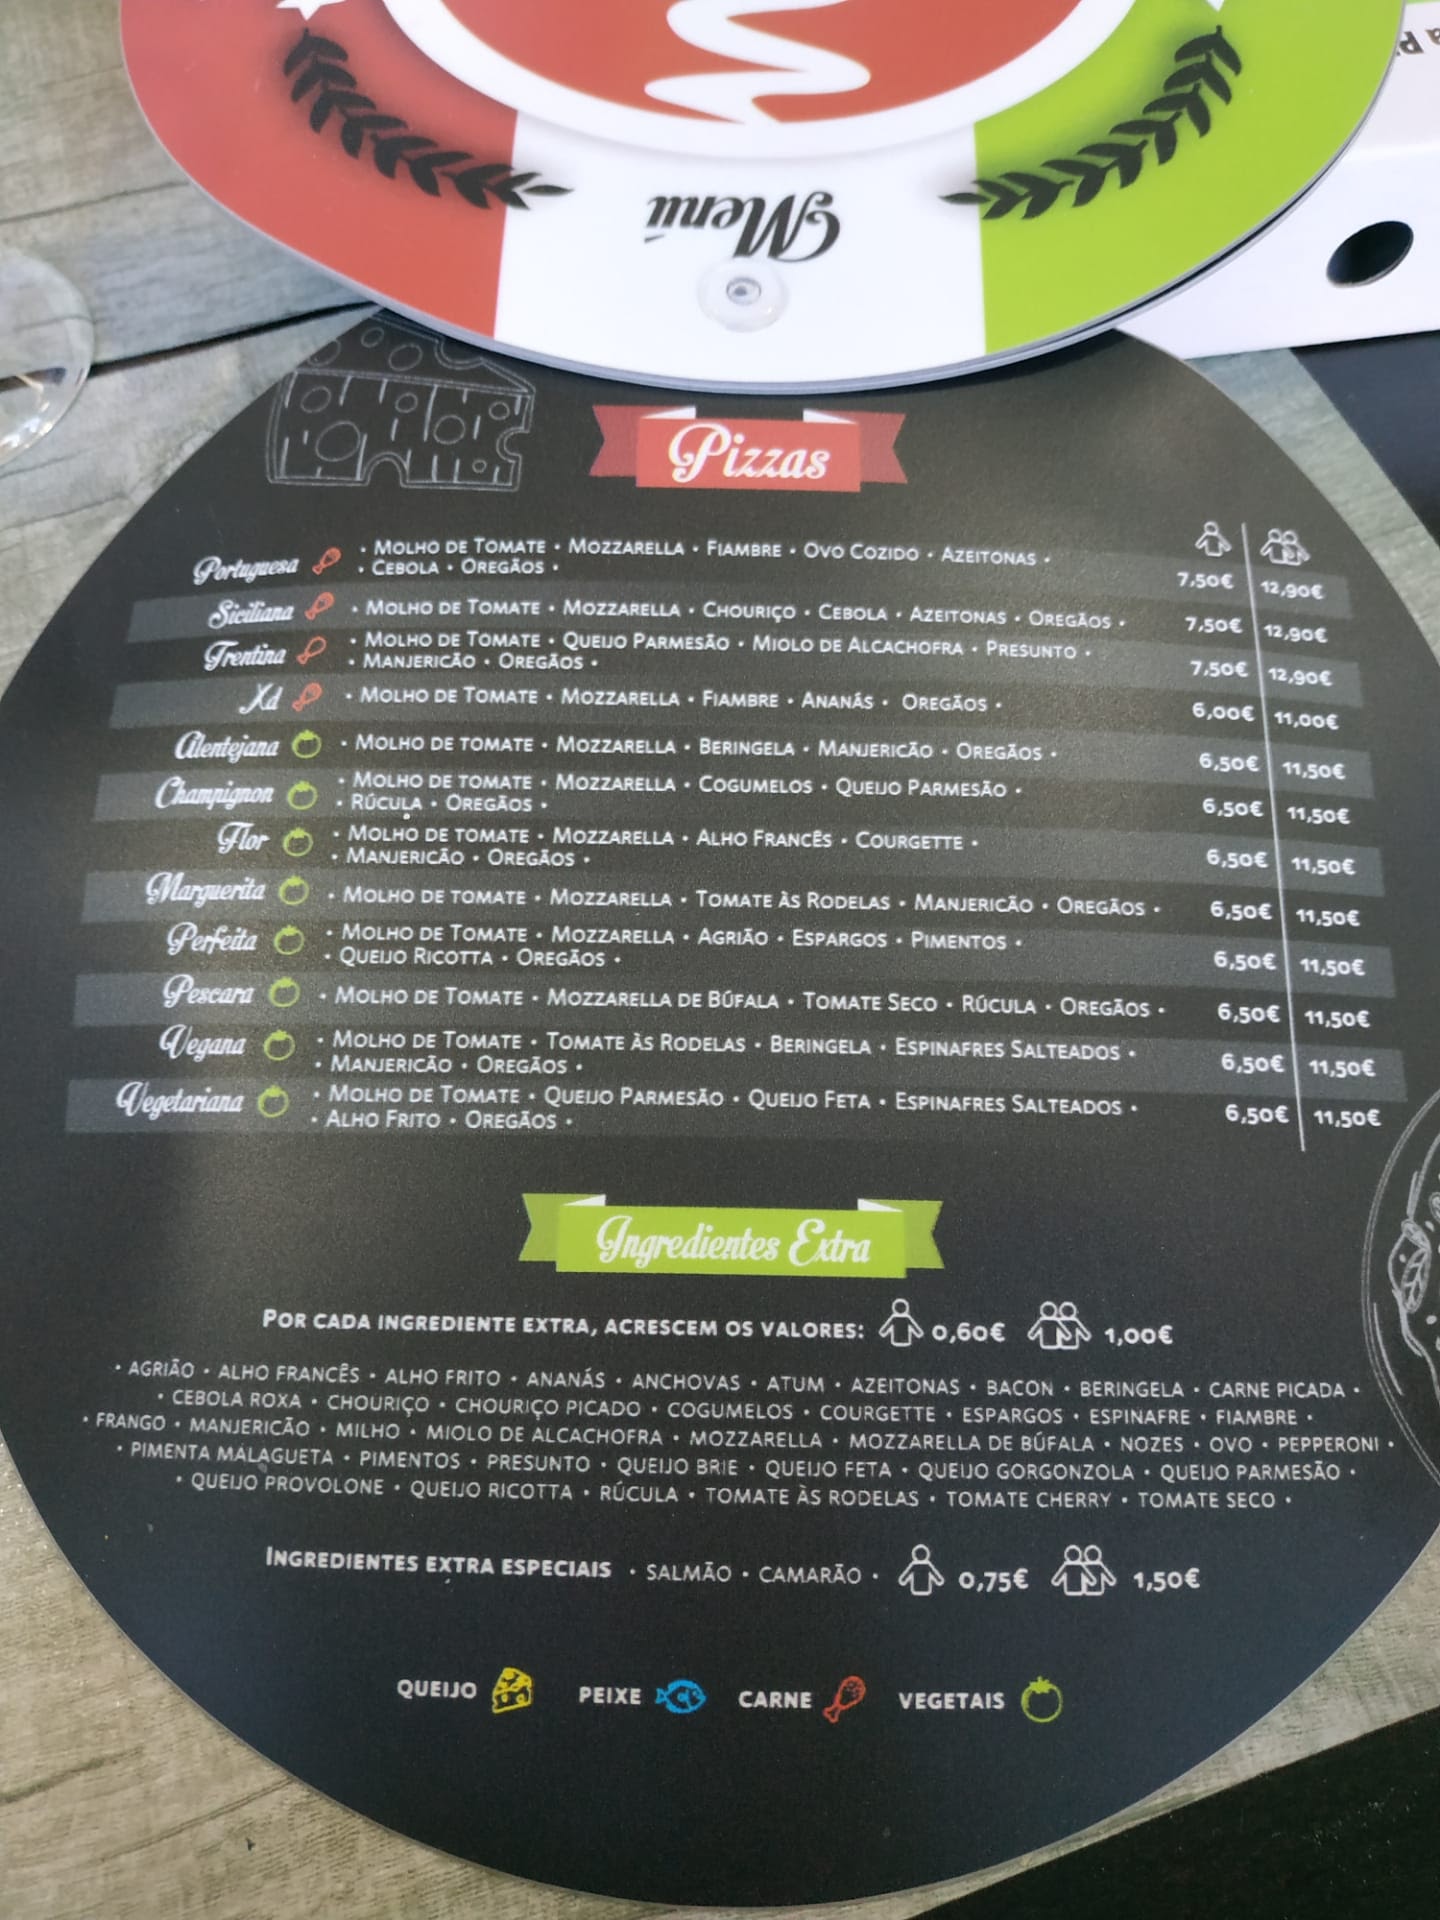 Menú
Pizzas
Portuguesa • Molho de Tomate • Mozzarella • Fiambre • Ovo Cozido • Azeitonas •
• Cebola • Oregãos • 7,50€ 12,90€
Siciliana • Molho de Tomate • Mozzarella • Chouriço • Cebola • Azeitonas • Oregãos • 7,50€ 12,90€
Trentina • Molho de Tomate • Queijo Parmesão • Miolo de Alcachofra • Presunto •
• Manjericão • Oregãos • 7,50€ 12,90€
Xd • Molho de Tomate • Mozzarella • Fiambre • Ananás • Oregãos • 6,00€ 11,00€
Alentejana • Molho de tomate • Mozzarella • Beringela • Manjericão • Oregãos • 6,50€ 11,50€
Champignon • Molho de tomate • Mozzarella • Cogumelos • Queijo Parmesão •
• Rúcula • Oregãos • 6,50€ 11,50€
Flor • Molho de tomate • Mozzarella • Alho Francês • Courgette •
• Manjericão • Oregãos • 6,50€ 11,50€
Marguerita • Molho de tomate • Mozzarella • Tomate às Rodelas • Manjericão • Oregãos • 6,50€ 11,50€
Perfeita • Molho de Tomate • Mozzarella • Agrião • Espargos • Pimentos •
• Queijo Ricotta • Oregãos • 6,50€ 11,50€
Pescara • Molho de Tomate • Mozzarella de Búfala • Tomate Seco • Rúcula • Oregãos • 6,50€ 11,50€
Vegana • Molho de Tomate • Tomate às Rodelas • Beringela • Espinafres Salteados •
• Manjericão • Oregãos • 6,50€ 11,50€
Vegetariana • Molho de Tomate • Queijo Parmesão • Queijo Feta • Espinafres Salteados •
• Alho Frito • Oregãos • 6,50€ 11,50€
Ingredientes Extra
Por cada ingrediente extra, acrescem os valores: 0,60€ 1,00€
• AGRIÃO • ALHO FRANCÊS • ALHO FRITO • ANANÁS • ANCHOVAS • ATUM • AZEITONAS • BACON • BERINGELA • CARNE PICADA •
• CEBOLA ROXA • CHOURIÇO • CHOURIÇO PICADO • COGUMELOS • COURGETTE • ESPARGOS • ESPINAFRE • FIAMBRE •
• FRANGO • MANJERICÃO • MILHO • MIOLO DE ALCACHOFRA • MOZZARELLA • MOZZARELLA DE BÚFALA • NOZES • OVO • PEPPERONI •
• PIMENTA MALAGUETA • PIMENTOS • PRESUNTO • QUEIJO BRIE • QUEIJO FETA • QUEIJO GORGONZOLA • QUEIJO PARMESÃO •
• QUEIJO PROVOLONE • QUEIJO RICOTTA • RÚCULA • TOMATE ÀS RODELAS • TOMATE CHERRY • TOMATE SECO •
Ingredientes extra especiais • SALMÃO • CAMARÃO • 0,75€ 1,50€
QUEIJO PEIXE CARNE VEGETAIS